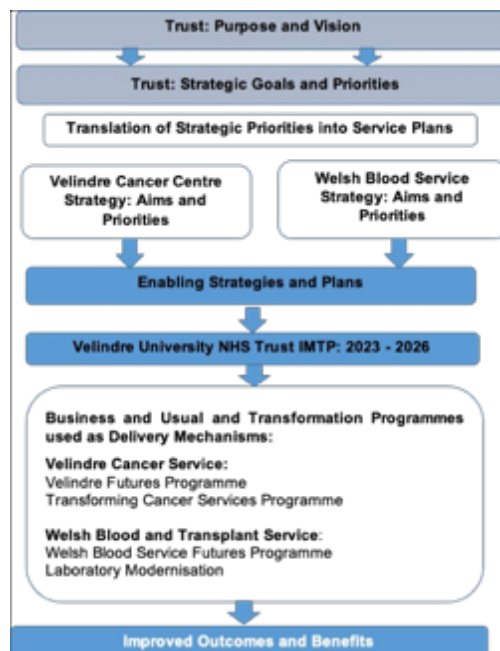 Trust: Purpose and Vision
Trust: Strategic Goals and Priorities
Translation of Strategic Priorities into Service Plans
Velindre Cancer Centre
Strategy: Aims and
Priorities
Welsh Blood Service
Strategy: Aims and
Priorities
Enabling Strategies and Plans
Velindre University NHS Trust IMTP: 2023 - 2026
Business and Usual and Transformation Programmes
used as Delivery Mechanisms:
Velindre Cancer Service:
Velindre Futures Programme
Transforming Cancer Services Programme
Welsh Blood and Transplant Service:
Welsh Blood Service Futures Programme
Laboratory Modernisation
Improved Outcomes and Benefits